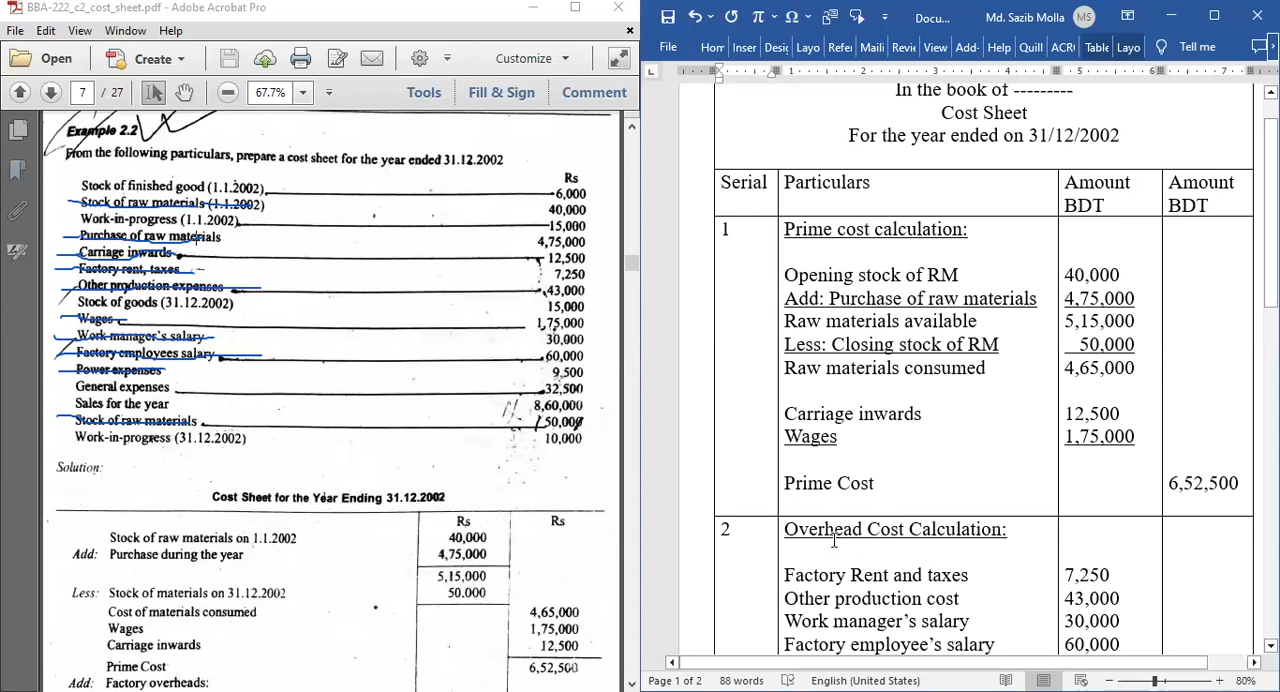 BBA-222_c2_cost_sheet.pdf - Adobe Acrobat Pro
File Edit View Window Help
Open Create Customize
7 / 27 67.7% Tools Fill & Sign Comment
Example 2.2
From the following particulars, prepare a cost sheet for the year ended 31.12.2002
Rs
Stock of finished good (1.1.2002) 6,000
Stock of raw materials (1.1.2002) 40,000
Work-in-progress (1.1.2002) 15,000
Purchase of raw materials 4,75,000
Carriage inwards 12,500
Factory rent, taxes 7,250
Other production expenses 43,000
Stock of goods (31.12.2002) 15,000
Wages 1,75,000
Work manager's salary 30,000
Factory employees salary 60,000
Power expenses 9,500
General expenses 32,500
Sales for the year 8,60,000
Stock of raw materials 50,000
Work-in-progress (31.12.2002) 10,000
Solution:
Cost Sheet for the Year Ending 31.12.2002
Rs Rs
Stock of raw materials on 1.1.2002 40,000
Add: Purchase during the year 4,75,000
5,15,000
Less: Stock of materials on 31.12.2002 50.000
Cost of materials consumed 4,65,000
Wages 1,75,000
Carriage inwards 12,500
Prime Cost 6,52,500
Add: Factory overheads:
Docu... Md. Sazib Molla MS
File Hom Inser Desig Layo Refer Maili Revie View Add- Help Quill ACR Table Layo Tell me
1 2 3 4 5 6 7
In the book of ---------
Cost Sheet
For the year ended on 31/12/2002
Serial Particulars Amount BDT Amount BDT
1 Prime cost calculation:
Opening stock of RM 40,000
Add: Purchase of raw materials 4,75,000
Raw materials available 5,15,000
Less: Closing stock of RM 50,000
Raw materials consumed 4,65,000
Carriage inwards 12,500
Wages 1,75,000
Prime Cost 6,52,500
2 Overhead Cost Calculation:
Factory Rent and taxes 7,250
Other production cost 43,000
Work manager's salary 30,000
Factory employee's salary 60,000
Page 1 of 2 88 words English (United States) 80%